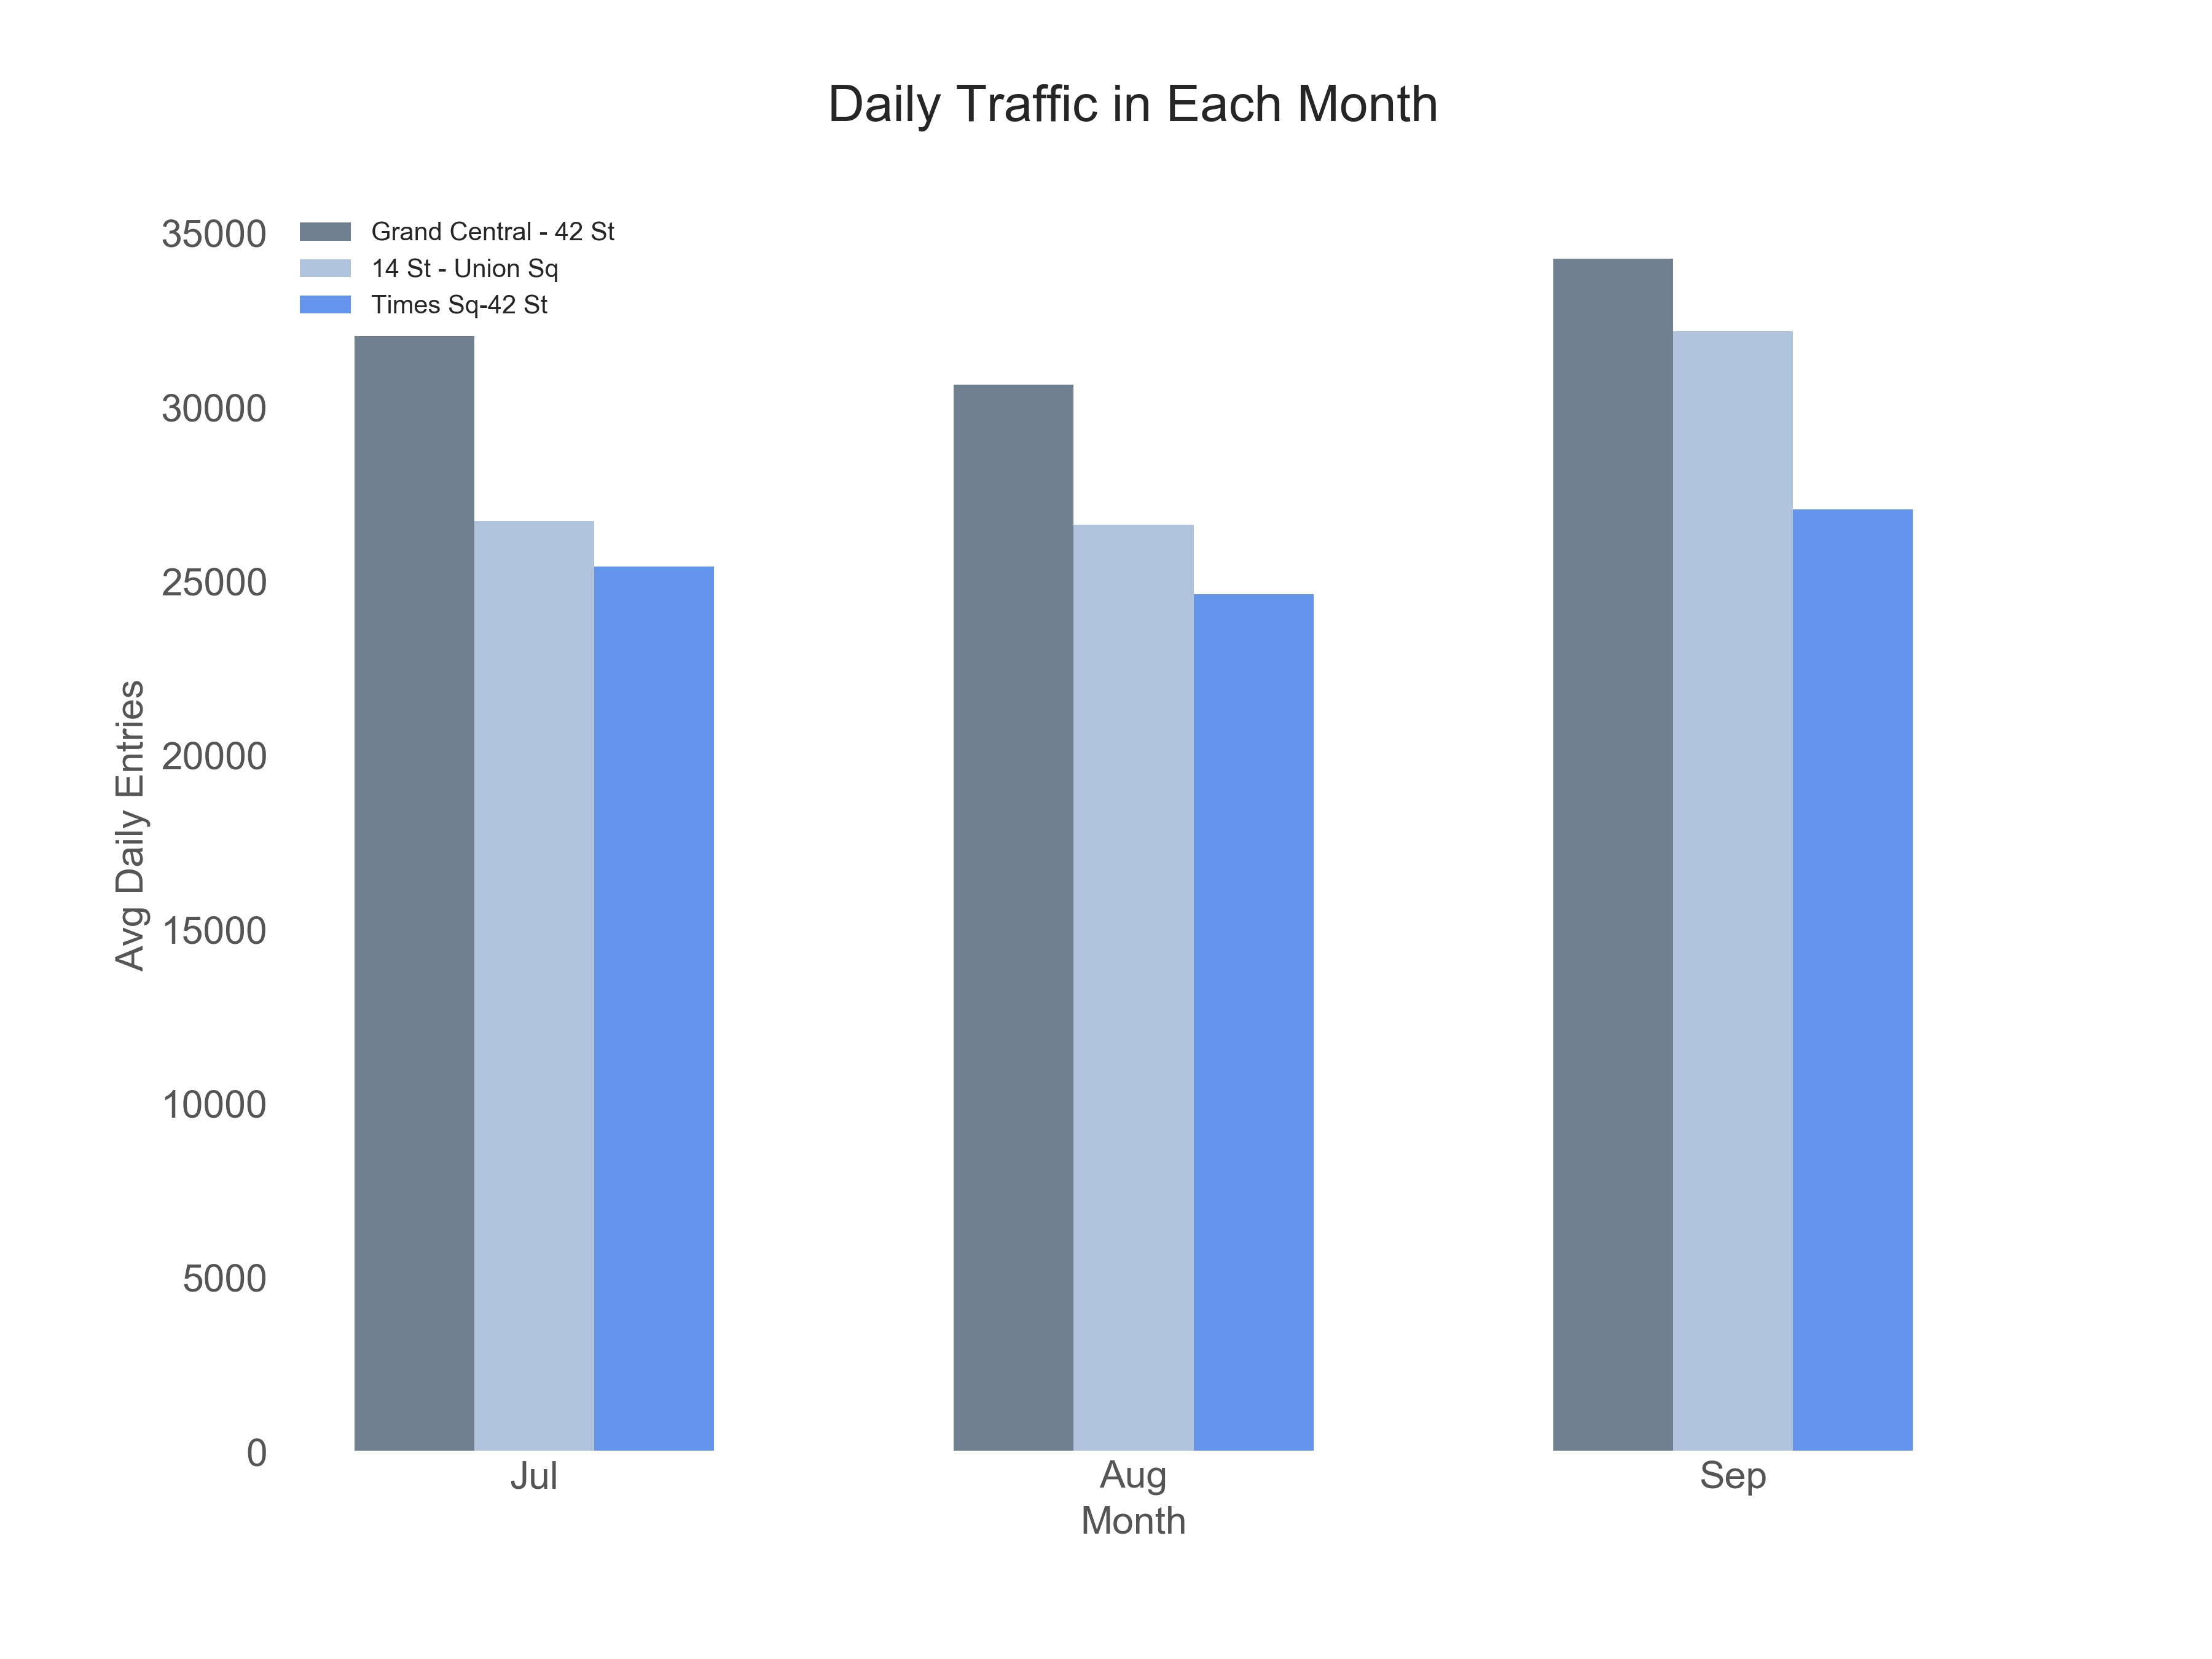 Daily Traffic in Each Month
Grand Central - 42 St
14 St - Union Sq
Times Sq-42 St
35000
30000
25000
20000
15000
10000
5000
0
Avg Daily Entries
Jul
Aug
Sep
Month